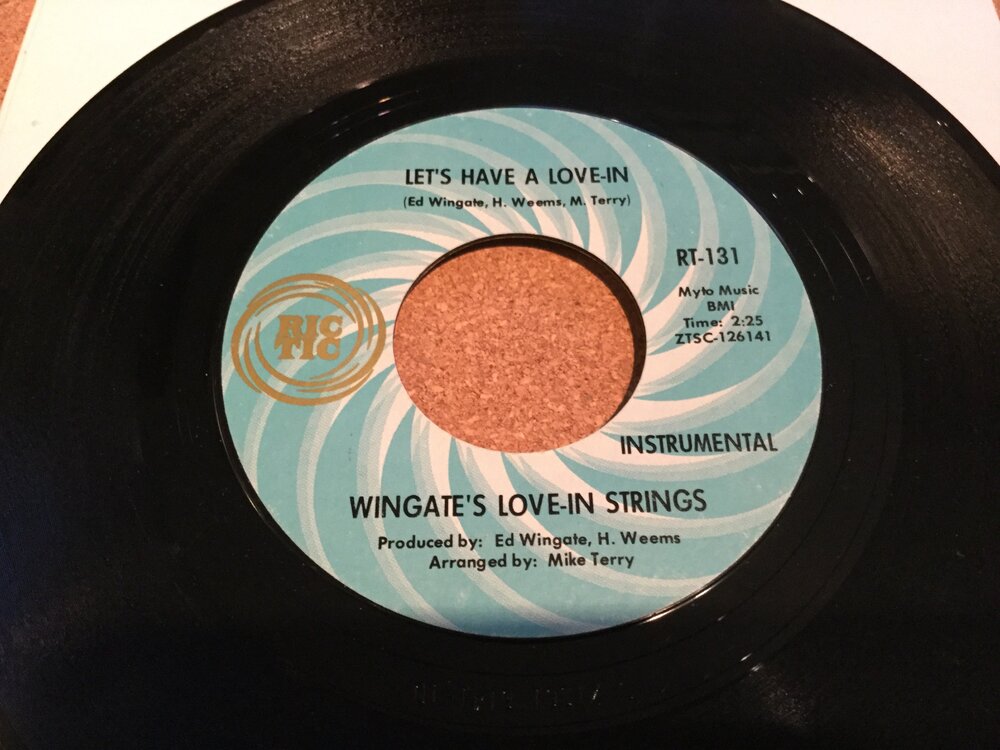 LET'S HAVE A LOVE-IN
(Ed Wingate, H. Weems, M. Terry)
RT-131
Myto Music
BMI
Time: 2:25
ZTSC-126141
RIC
TIC
INSTRUMENTAL
WINGATE'S LOVE-IN STRINGS
Produced by: Ed Wingate, H. Weems
Arranged by: Mike Terry